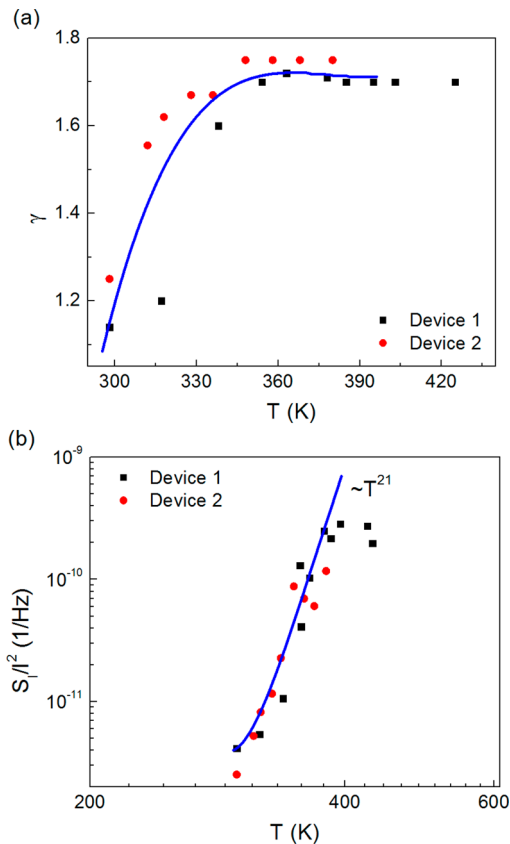 (a)
1.8
1.6
1.4
1.2
γ
Device 1
Device 2
300 330 360 390 420
T (K)
(b)
10⁻⁹
10⁻¹⁰
10⁻¹¹
S_I/I² (1/Hz)
Device 1
Device 2
~T²¹
200 400 600
T (K)